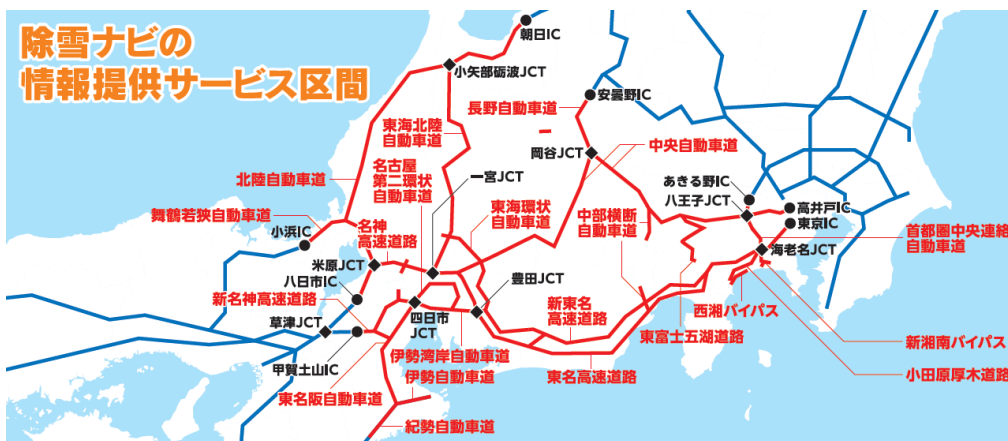 除雪ナビの
情報提供サービス区間
朝日IC
小矢部砺波JCT
安曇野IC
長野自動車道
東海北陸
自動車道
岡谷JCT
中央自動車道
名古屋
第二環状
自動車道
一宮JCT
北陸自動車道
あきる野IC
八王子JCT
高井戸IC
東京IC
舞鶴若狭自動車道
小浜IC
名神
高速道路
東海環状
自動車道
中部横断
自動車道
首都圏中央連絡
自動車道
海老名JCT
米原JCT
八日市IC
豊田JCT
新名神高速道路
四日市
JCT
新東名
高速道路
西湘バイパス
草津JCT
東富士五湖道路
新湘南バイパス
伊勢湾岸自動車道
甲賀土山IC
伊勢自動車道
東名高速道路
小田原厚木道路
東名阪自動車道
紀勢自動車道